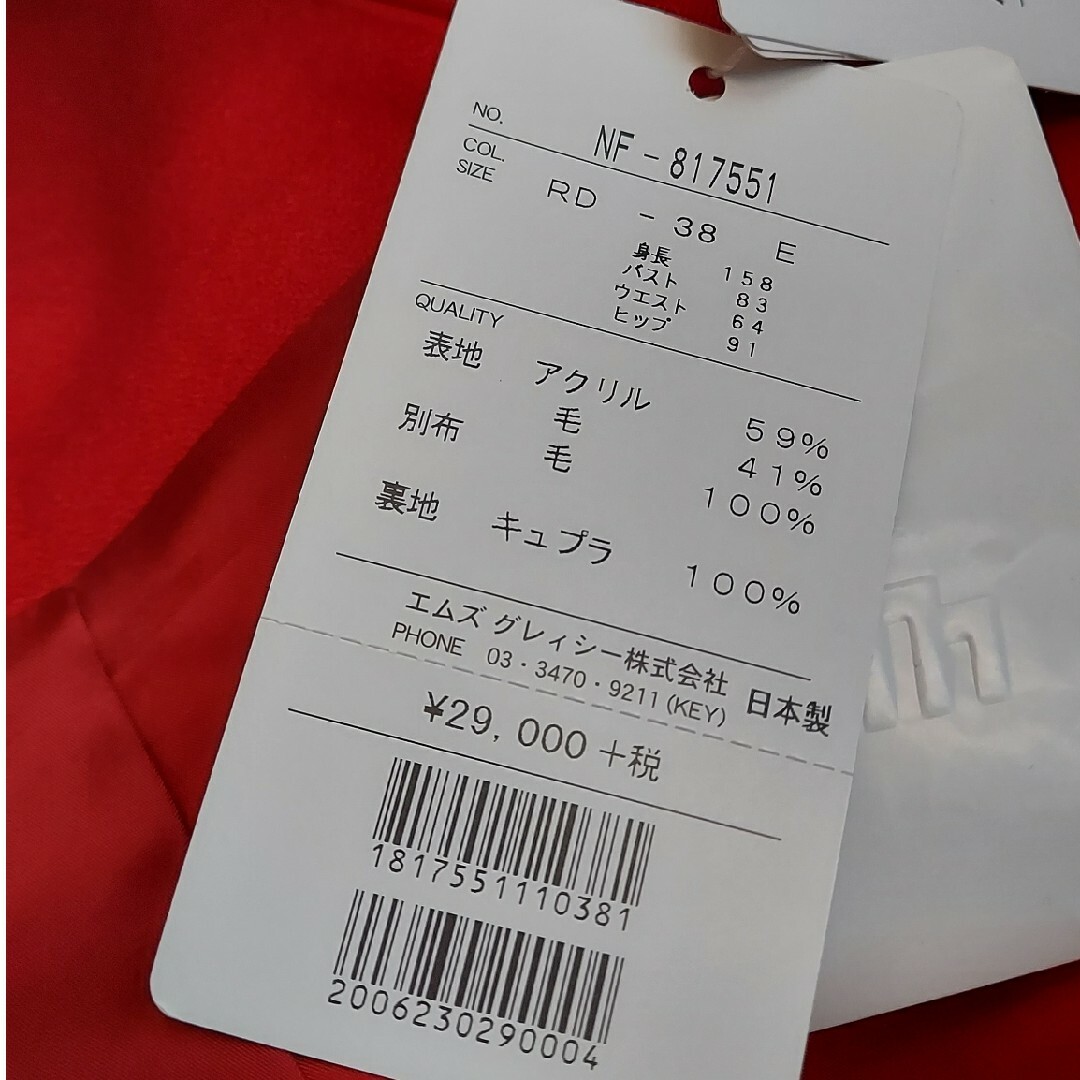 NO. NF-817551
COL. SIZE RD -38 E
身長 158
バスト 83
ウエスト 64
ヒップ 91
QUALITY
表地 アクリル 59%
毛 41%
別布 毛 100%
裏地 キュプラ 100%
エムズ グレィシー株式会社 日本製
PHONE 03・3470・9211(KEY)
¥29,000+税
1817551110381
2006230290004